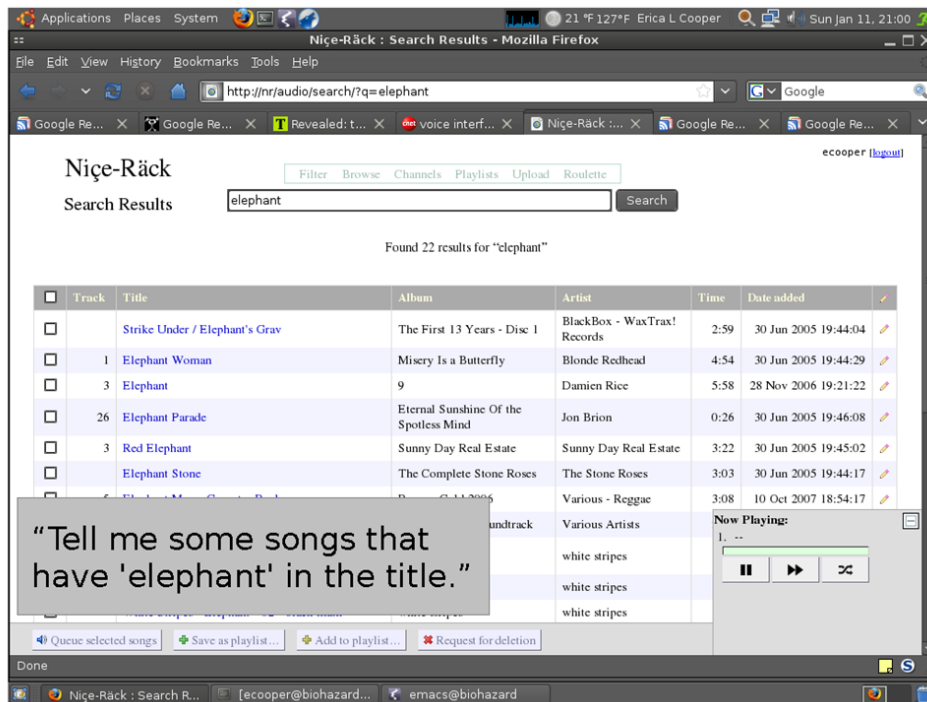 Applications Places System 21 °F 127°F Erica L Cooper Sun Jan 11, 21:00
Niçe-Räck : Search Results - Mozilla Firefox
File Edit View History Bookmarks Tools Help
http://nr/audio/search/?q=elephant Google
Google Re... Google Re... Revealed: t... voice interf... Niçe-Räck :... Google Re... Google Re...
ecooper [logout]
Niçe-Räck
Filter Browse Channels Playlists Upload Roulette
Search Results elephant Search
Found 22 results for “elephant”
Track Title Album Artist Time Date added
Strike Under / Elephant's Grav The First 13 Years - Disc 1 BlackBox - WaxTrax! Records 2:59 30 Jun 2005 19:44:04
1 Elephant Woman Misery Is a Butterfly Blonde Redhead 4:54 30 Jun 2005 19:44:29
3 Elephant 9 Damien Rice 5:58 28 Nov 2006 19:21:22
26 Elephant Parade Eternal Sunshine Of the Spotless Mind Jon Brion 0:26 30 Jun 2005 19:46:08
3 Red Elephant Sunny Day Real Estate Sunny Day Real Estate 3:22 30 Jun 2005 19:45:02
Elephant Stone The Complete Stone Roses The Stone Roses 3:03 30 Jun 2005 19:44:17
Various - Reggae 3:08 10 Oct 2007 18:54:17
Various Artists
white stripes
white stripes
white stripes
“Tell me some songs that
have 'elephant' in the title.”
Now Playing:
1. --
Queue selected songs Save as playlist... Add to playlist... Request for deletion
Done
Niçe-Räck : Search R... [ecooper@biohazard... emacs@biohazard